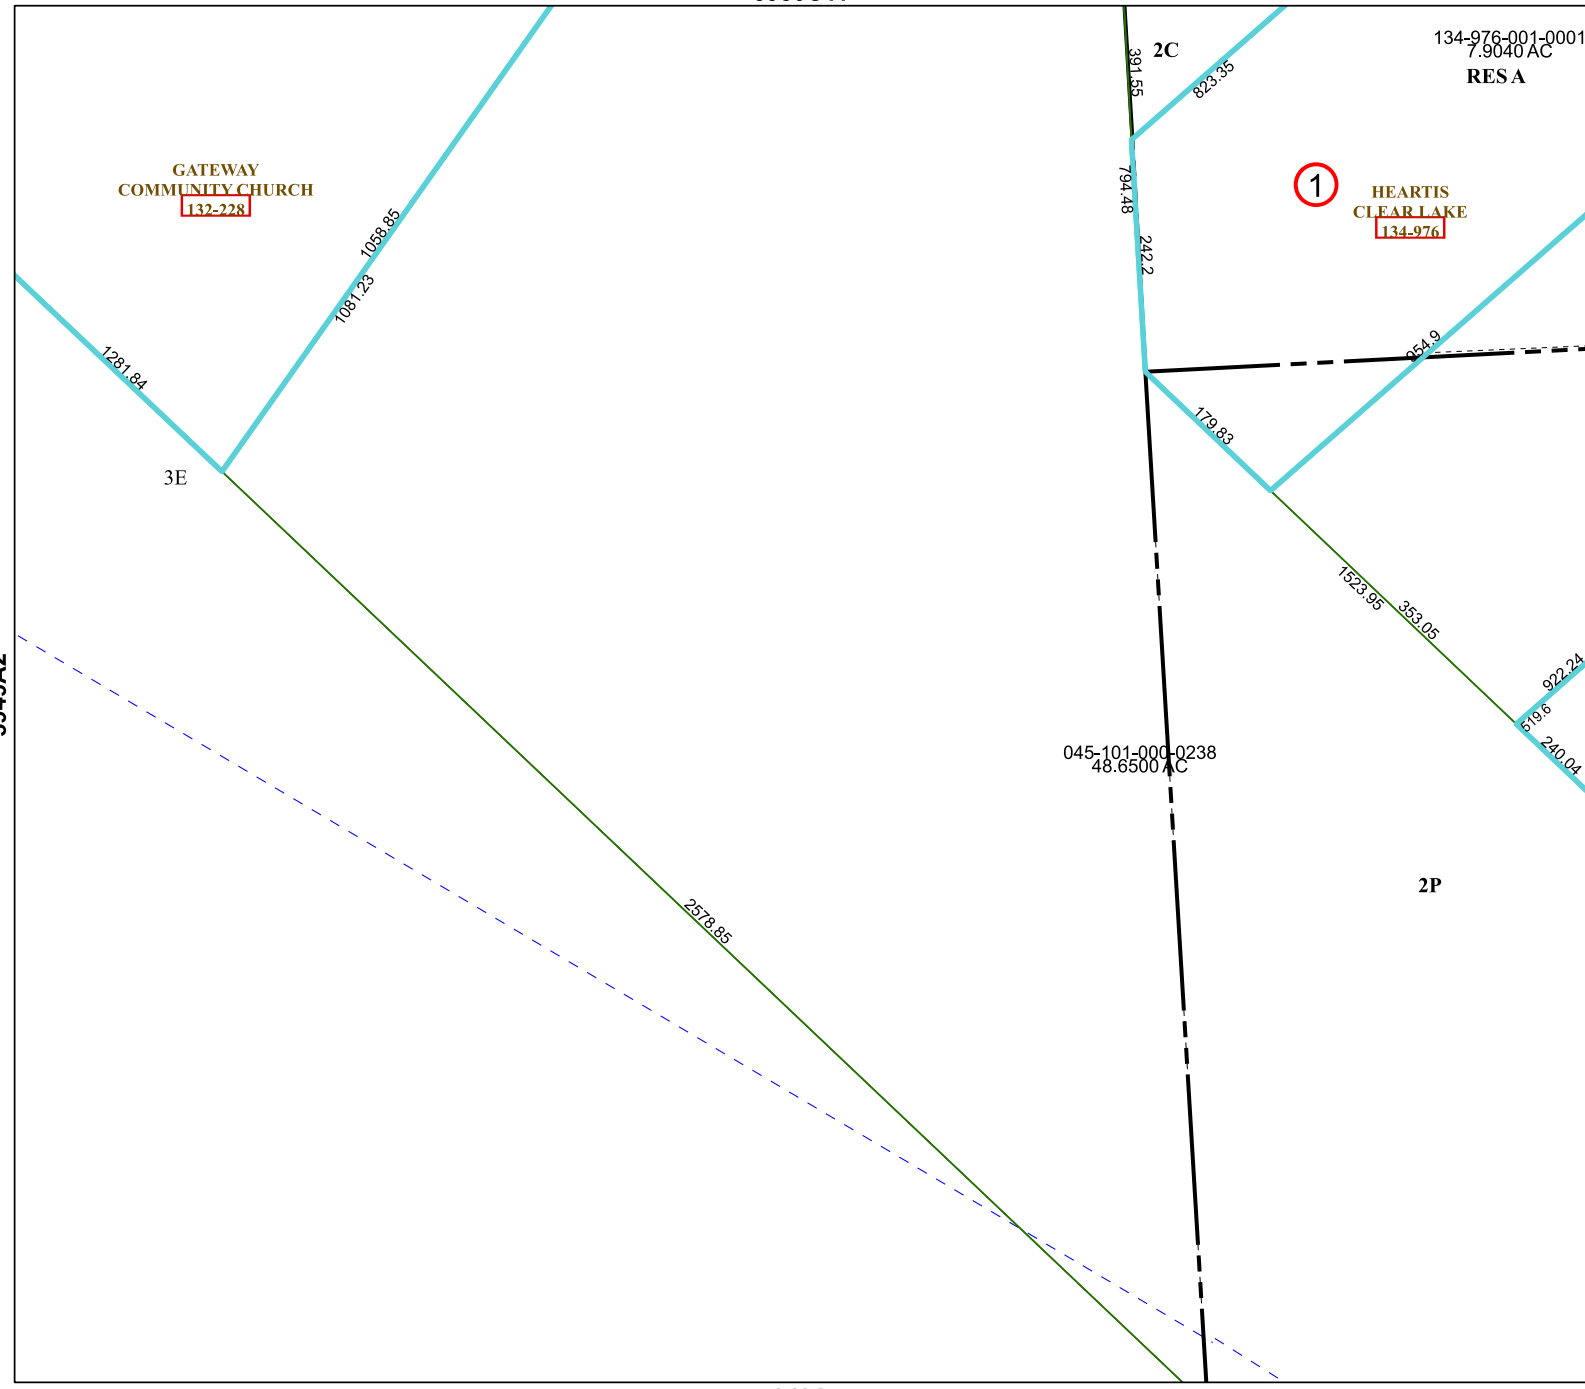 2C
391.55
823.35
134-976-001-0001
7.9040 AC
RES A
GATEWAY
COMMUNITY CHURCH
132-228
794.48
1
HEARTIS
CLEAR LAKE
134-976
1058.85
242.2
1081.23
954.9
1281.84
179.83
3E
1523.95
353.05
922.24
519.6
240.04
045-101-000-0238
48.6500 AC
2P
2578.85